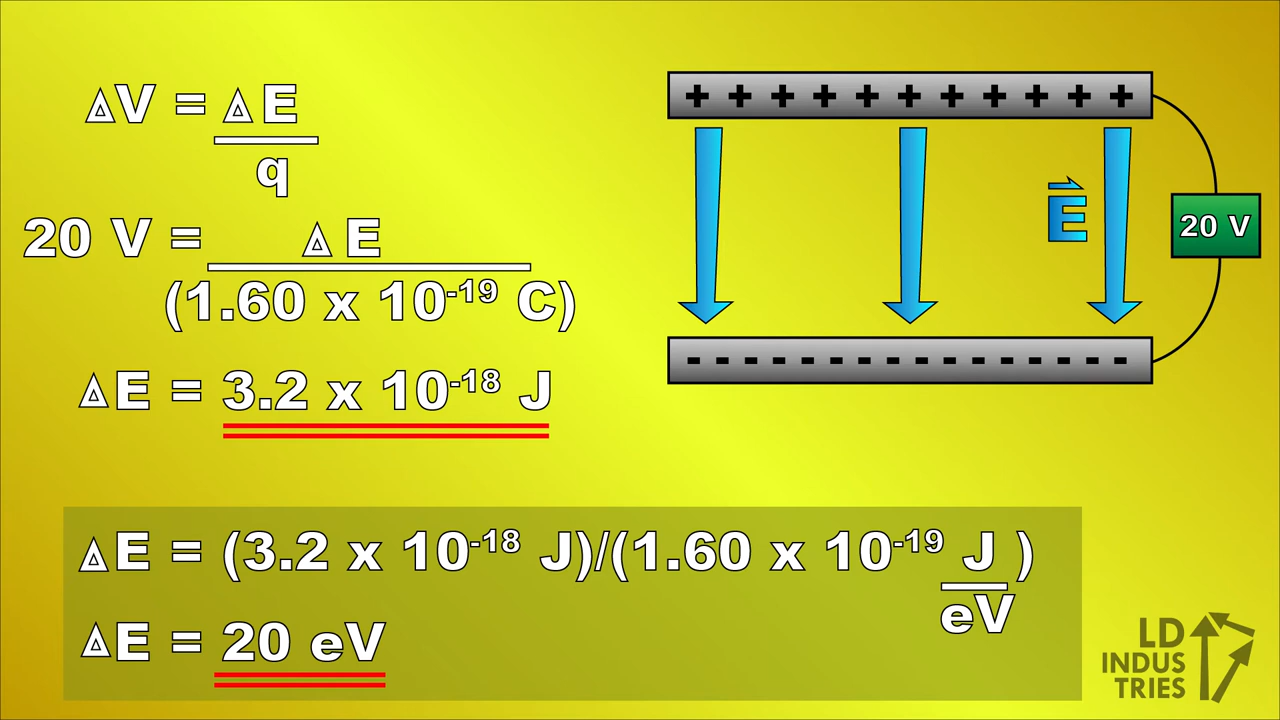 ΔV = ΔE
q
20 V = ΔE
(1.60 x 10⁻¹⁹ C)
ΔE = 3.2 x 10⁻¹⁸ J
ΔE = (3.2 x 10⁻¹⁸ J)/(1.60 x 10⁻¹⁹ J )
eV
ΔE = 20 eV
+ + + + + + + + + + +
E⃗
20 V
- - - - - - - - - - - - - - - -
LD
INDUS
TRIES